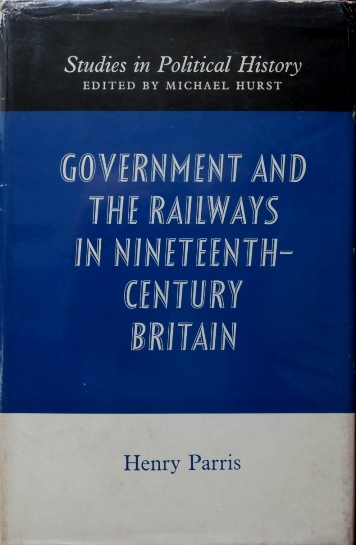 Studies in Political History
EDITED BY MICHAEL HURST
GOVERNMENT AND
THE RAILWAYS
IN NINETEENTH-
CENTURY
BRITAIN
Henry Parris